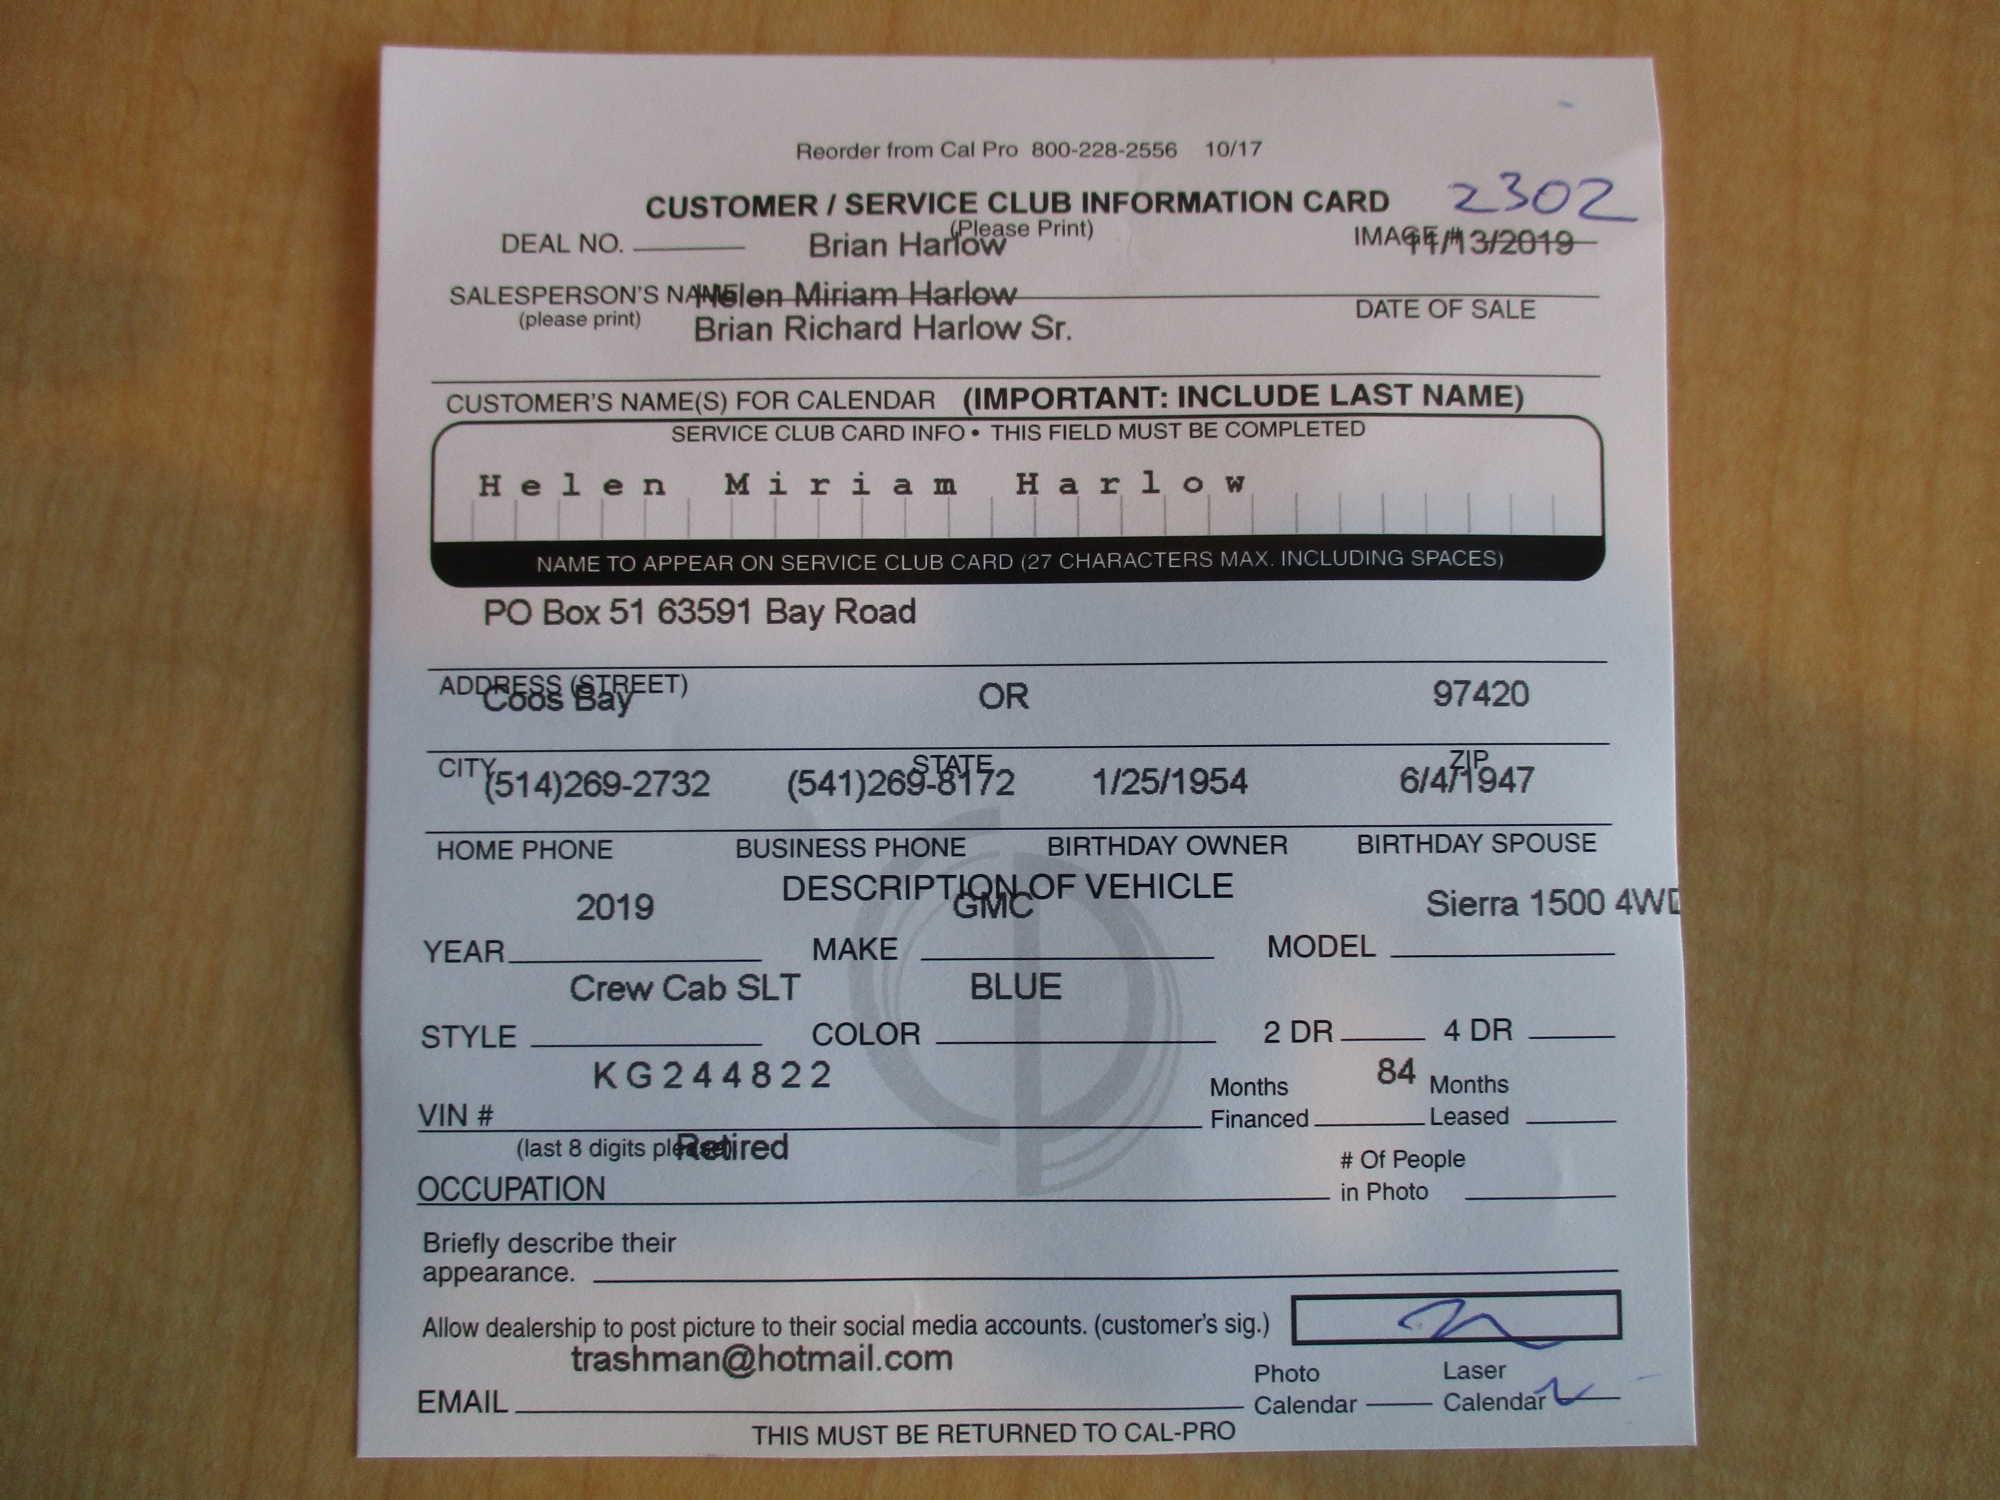 Reorder from Cal Pro 800-228-2556 10/17
CUSTOMER / SERVICE CLUB INFORMATION CARD 2302
(Please Print)
DEAL NO. Brian Harlow IMAGE # 11/13/2019
SALESPERSON'S NAME Helen Miriam Harlow
(please print) Brian Richard Harlow Sr. DATE OF SALE
CUSTOMER'S NAME(S) FOR CALENDAR (IMPORTANT: INCLUDE LAST NAME)
SERVICE CLUB CARD INFO • THIS FIELD MUST BE COMPLETED
Helen Miriam Harlow
NAME TO APPEAR ON SERVICE CLUB CARD (27 CHARACTERS MAX. INCLUDING SPACES)
PO Box 51 63591 Bay Road
ADDRESS (STREET)
Coos Bay OR 97420
CITY STATE ZIP
(514)269-2732 (541)269-8172 1/25/1954 6/4/1947
HOME PHONE BUSINESS PHONE BIRTHDAY OWNER BIRTHDAY SPOUSE
DESCRIPTION OF VEHICLE
2019 GMC Sierra 1500 4WD
YEAR MAKE MODEL
Crew Cab SLT BLUE
STYLE COLOR 2 DR 4 DR
KG244822 84
VIN # Months Financed Months Leased
(last 8 digits please) Retired
OCCUPATION # Of People in Photo
Briefly describe their
appearance.
Allow dealership to post picture to their social media accounts. (customer's sig.)
trashman@hotmail.com
EMAIL Photo Calendar Laser Calendar
THIS MUST BE RETURNED TO CAL-PRO